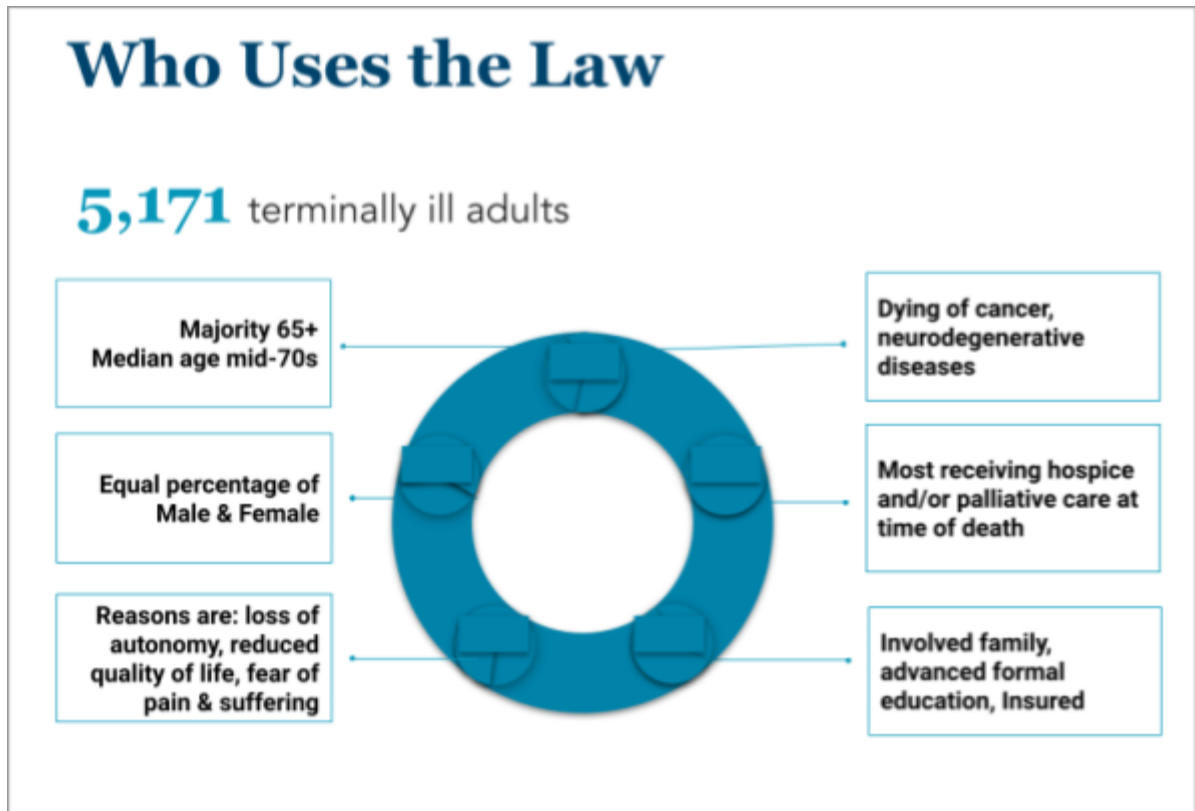 Who Uses the Law
5,171 terminally ill adults
Majority 65+
Median age mid-70s
Equal percentage of
Male & Female
Reasons are: loss of
autonomy, reduced
quality of life, fear of
pain & suffering
Dying of cancer,
neurodegenerative
diseases
Most receiving hospice
and/or palliative care at
time of death
Involved family,
advanced formal
education, Insured